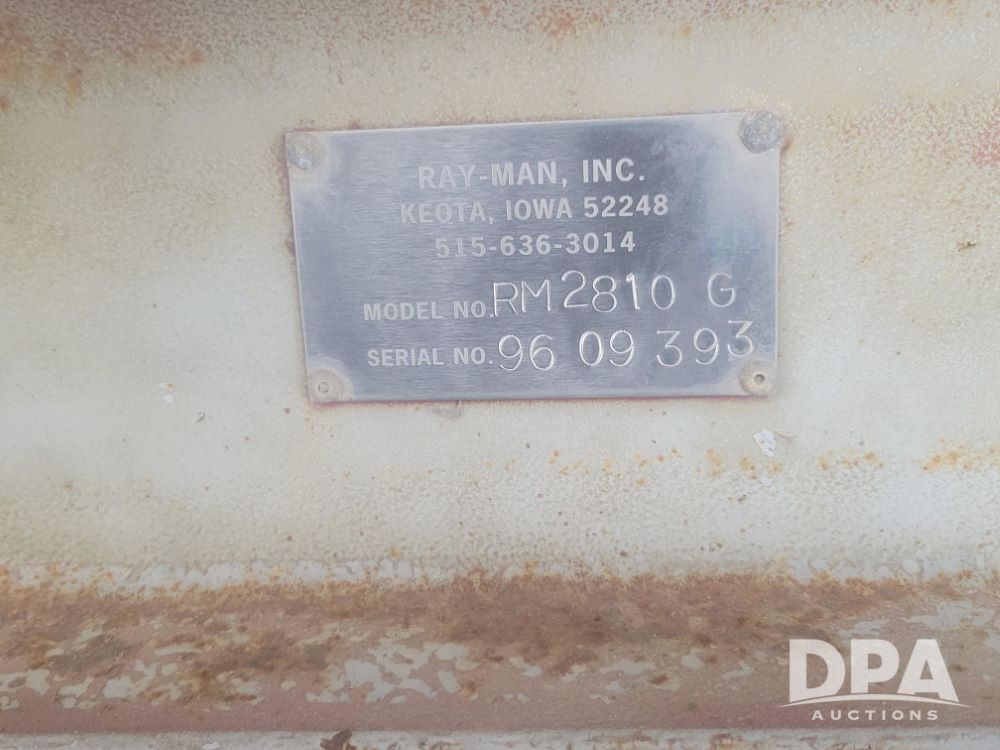 RAY-MAN, INC.
KEOTA, IOWA 52248
515-636-3014
MODEL NO. RM2810 G
SERIAL NO. 96 09 393
DPA
AUCTIONS